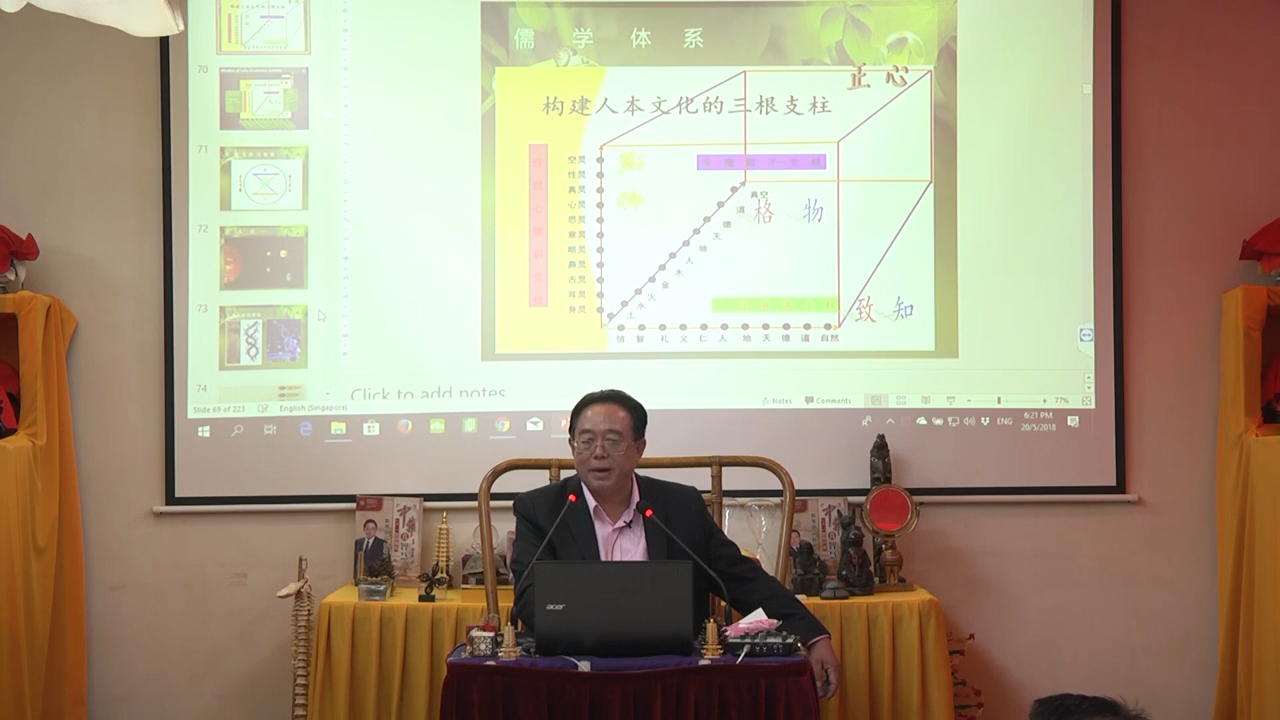 儒学体系
正心
构建人本文化的三根支柱
空灵
性灵
真灵
心灵
思灵
意灵
眼灵
鼻灵
舌灵
耳灵
身灵
真空
道
德
天
地
人
木
金
火
水
土
格物
致知
信 智 礼 义 仁 人 地 天 德 道 自然
70
71
72
73
74
Click to add notes
Slide 69 of 223
English (Singapore)
Notes
Comments
77%
ENG
6:21 PM
20/5/2018
acer